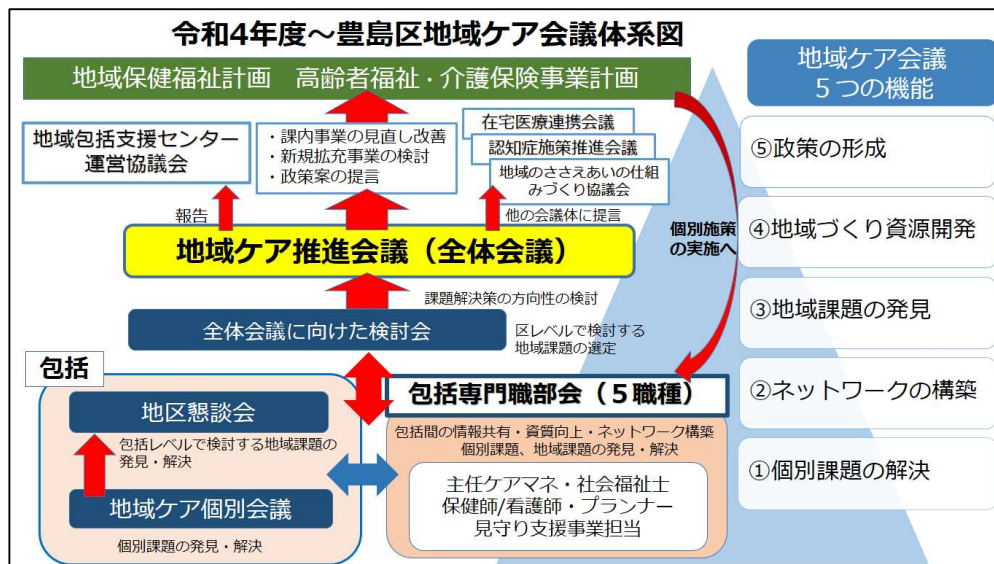 令和4年度~豊島区地域ケア会議体系図
地域保健福祉計画 高齢者福祉・介護保険事業計画
地域包括支援センター
運営協議会
・課内事業の見直し改善
・新規拡充事業の検討
・政策案の提言
在宅医療連携会議
認知症施策推進会議
地域のささえあいの仕組
みづくり協議会
報告
他の会議体に提言
個別施策
の実施へ
地域ケア推進会議(全体会議)
課題解決策の方向性の検討
全体会議に向けた検討会
区レベルで検討する
地域課題の選定
包括
地区懇談会
包括レベルで検討する地域課題の
発見・解決
地域ケア個別会議
個別課題の発見・解決
包括専門職部会(5職種)
包括間の情報共有・資質向上・ネットワーク構築
個別課題、地域課題の発見・解決
主任ケアマネ・社会福祉士
保健師/看護師・プランナー
見守り支援事業担当
地域ケア会議
5つの機能
⑤政策の形成
④地域づくり資源開発
③地域課題の発見
②ネットワークの構築
①個別課題の解決